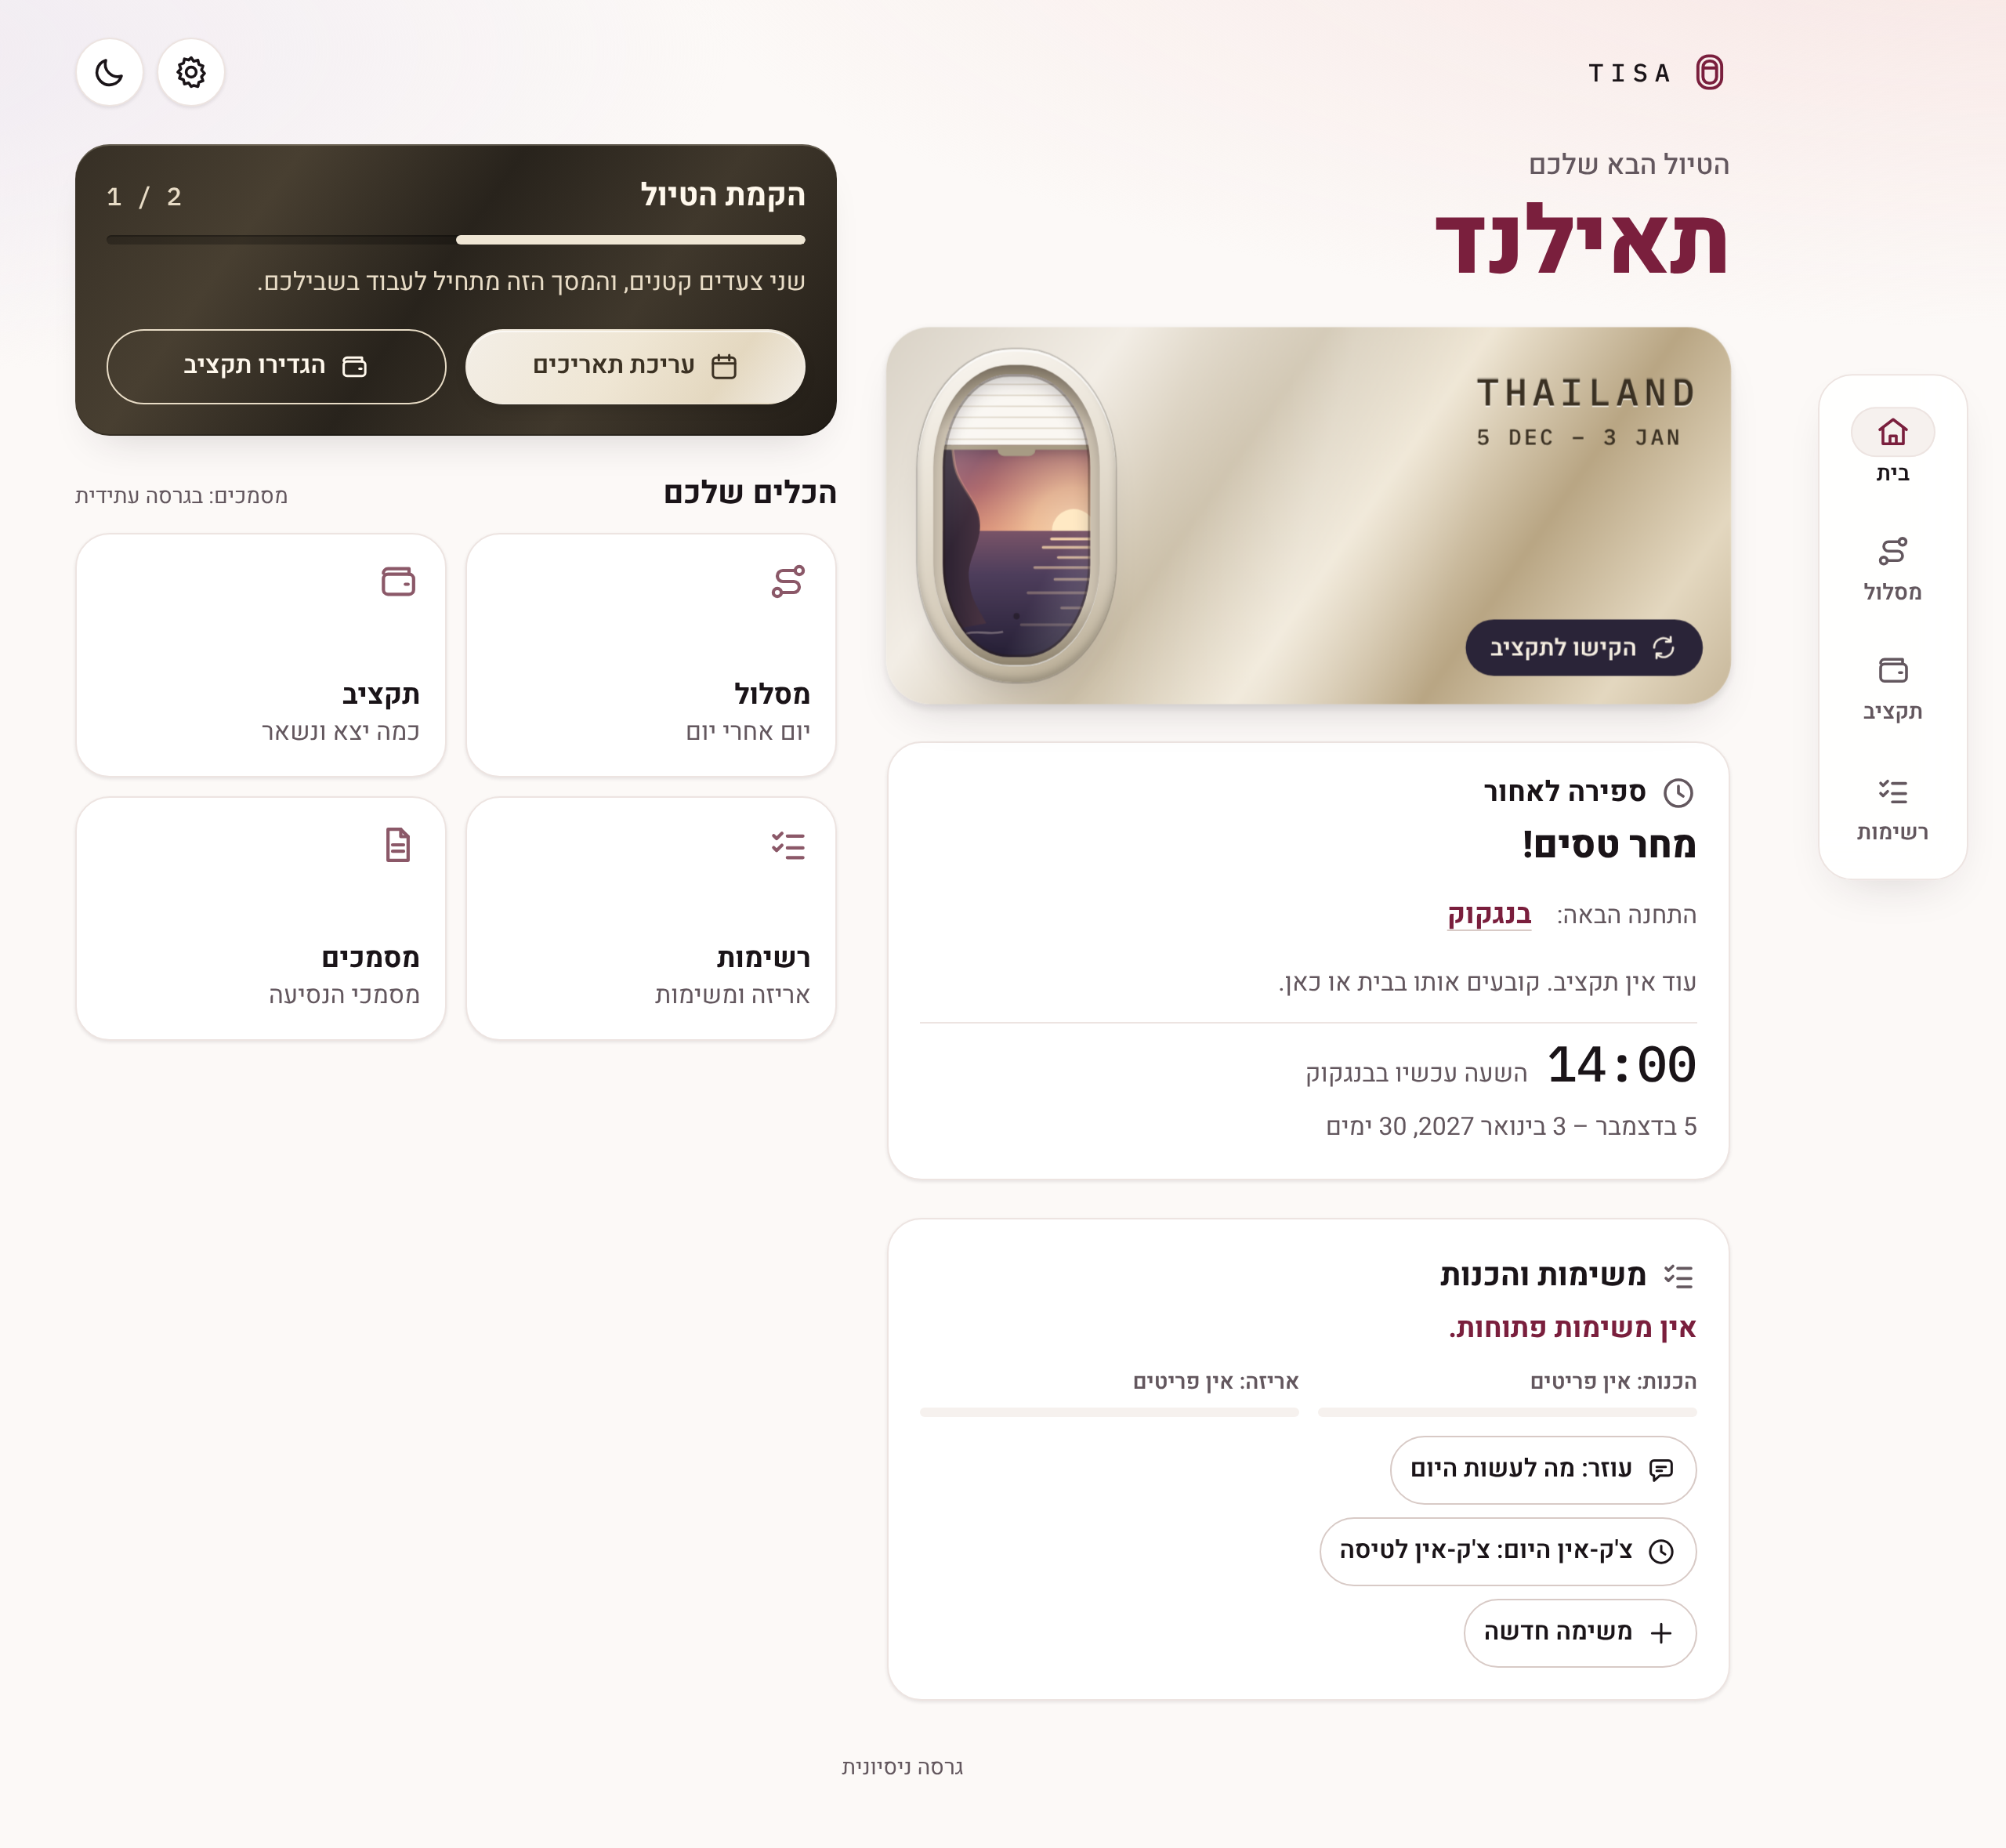 TISA
הטיול הבא שלכם
תאילנד
THAILAND
5 DEC – 3 JAN
הקישו לתקציב
ספירה לאחור
מחר טסים!
התחנה הבאה: בנגקוק
עוד אין תקציב. קובעים אותו בבית או כאן.
14:00 השעה עכשיו בבנגקוק
5 בדצמבר – 3 בינואר 2027, 30 ימים
משימות והכנות
אין משימות פתוחות.
הכנות: אין פריטים
אריזה: אין פריטים
עוזר: מה לעשות היום
צ'ק-אין היום: צ'ק-אין לטיסה
משימה חדשה
הקמת הטיול
1 / 2
שני צעדים קטנים, והמסך הזה מתחיל לעבוד בשבילכם.
עריכת תאריכים
הגדירו תקציב
הכלים שלכם
מסמכים: בגרסה עתידית
מסלול
יום אחרי יום
תקציב
כמה יצא ונשאר
רשימות
אריזה ומשימות
מסמכים
מסמכי הנסיעה
בית
מסלול
תקציב
רשימות
גרסה ניסיונית